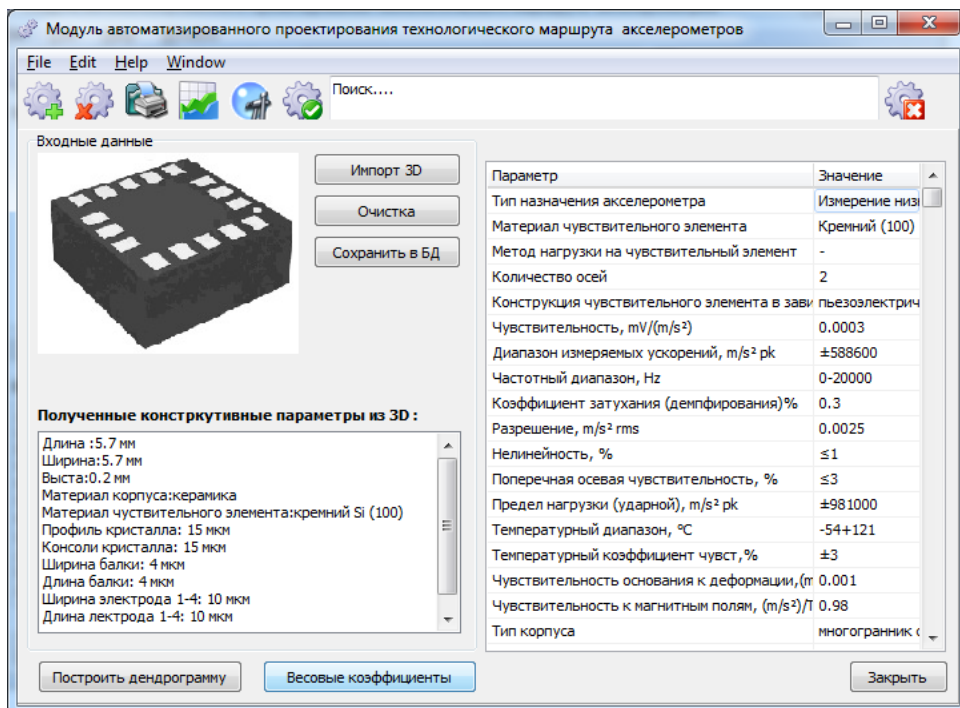 Модуль автоматизированного проектирования технологического маршрута акселерометров
File Edit Help Window
Поиск....
Входные данные
Импорт 3D
Очистка
Сохранить в БД
Полученные констркутивные параметры из 3D :
Длина :5.7 мм
Ширина:5.7 мм
Выста:0.2 мм
Материал корпуса:керамика
Материал чуствительного элемента:кремний Si (100)
Профиль кристалла: 15 мкм
Консоли кристалла: 15 мкм
Ширина балки: 4 мкм
Длина балки: 4 мкм
Ширина электрода 1-4: 10 мкм
Длина лектрода 1-4: 10 мкм
Параметр Значение
Тип назначения акселерометра Измерение низ
Материал чувствительного элемента Кремний (100)
Метод нагрузки на чувствительный элемент -
Количество осей 2
Конструкция чувствительного элемента в зави пьезоэлектрич
Чувствительность, mV/(m/s²) 0.0003
Диапазон измеряемых ускорений, m/s² pk ±588600
Частотный диапазон, Hz 0-20000
Коэффициент затухания (демпфирования)% 0.3
Разрешение, m/s² rms 0.0025
Нелинейность, % ≤1
Поперечная осевая чувствительность, % ≤3
Предел нагрузки (ударной), m/s² pk ±981000
Температурный диапазон, °C -54+121
Температурный коэффициент чувст,% ±3
Чувствительность основания к деформации,(m 0.001
Чувствительность к магнитным полям, (m/s²)/T 0.98
Тип корпуса многогранник с
Построить дендрограмму
Весовые коэффициенты
Закрыть